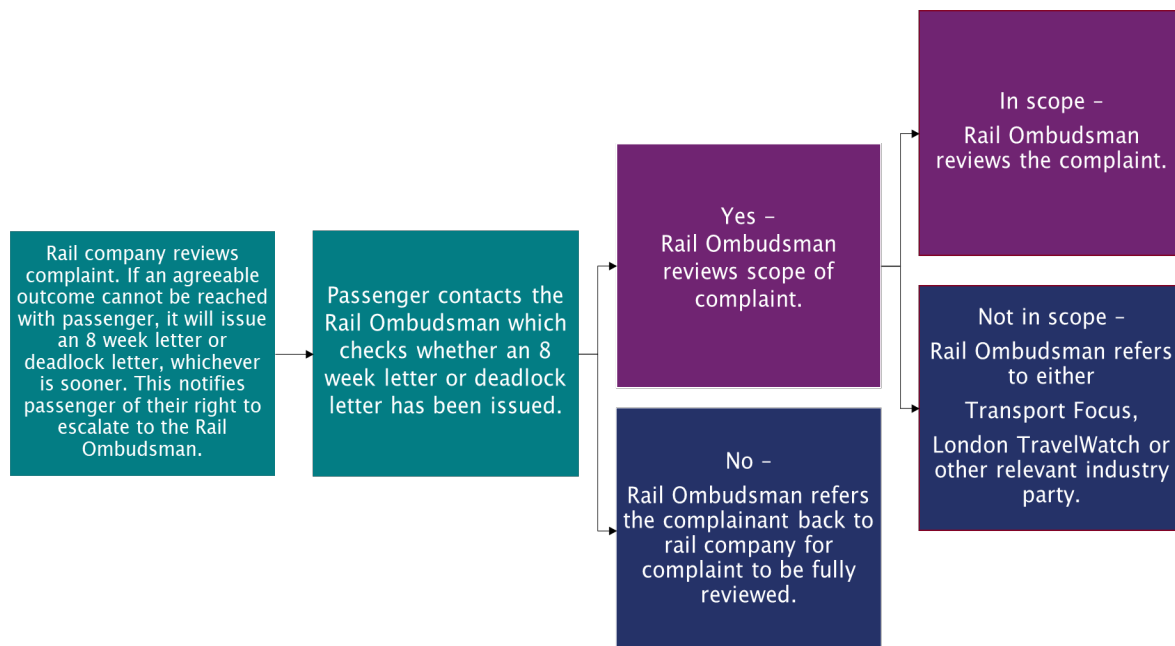 Rail company reviews
complaint. If an agreeable
outcome cannot be reached
with passenger, it will issue
an 8 week letter or
deadlock letter, whichever
is sooner. This notifies
passenger of their right to
escalate to the Rail
Ombudsman.
Passenger contacts the
Rail Ombudsman which
checks whether an 8
week letter or deadlock
letter has been issued.
Yes –
Rail Ombudsman
reviews scope of
complaint.
No –
Rail Ombudsman refers
the complainant back to
rail company for
complaint to be fully
reviewed.
In scope –
Rail Ombudsman
reviews the complaint.
Not in scope –
Rail Ombudsman refers
to either
Transport Focus,
London TravelWatch or
other relevant industry
party.